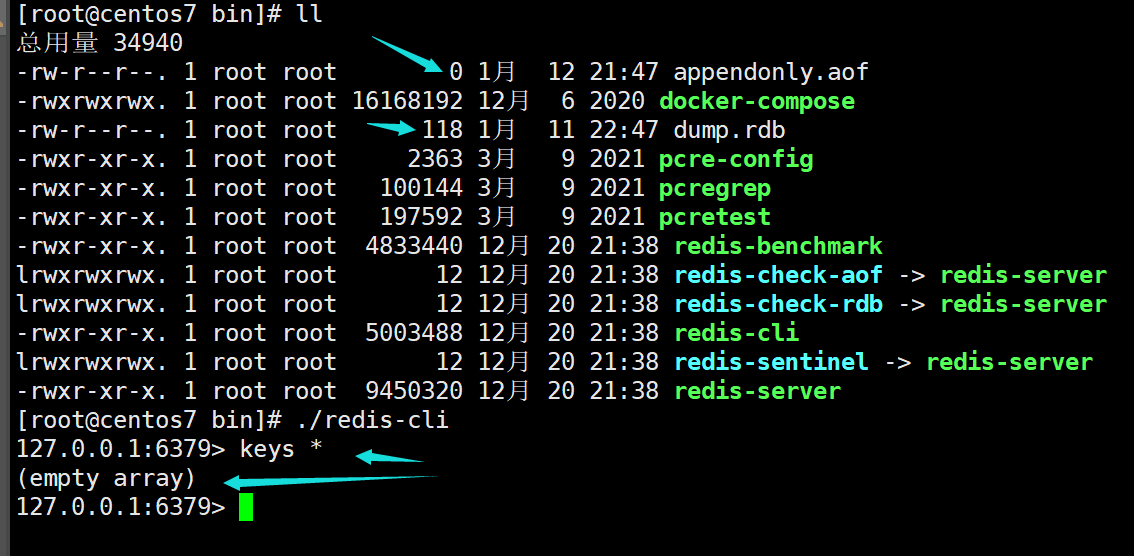 [root@centos7 bin]# ll
总用量 34940
-rw-r--r--. 1 root root        0 1月  12 21:47 appendonly.aof
-rwxrwxrwx. 1 root root 16168192 12月  6 2020 docker-compose
-rw-r--r--. 1 root root      118 1月  11 22:47 dump.rdb
-rwxr-xr-x. 1 root root     2363 3月   9 2021 pcre-config
-rwxr-xr-x. 1 root root   100144 3月   9 2021 pcregrep
-rwxr-xr-x. 1 root root   197592 3月   9 2021 pcretest
-rwxr-xr-x. 1 root root  4833440 12月 20 21:38 redis-benchmark
lrwxrwxrwx. 1 root root       12 12月 20 21:38 redis-check-aof -> redis-server
lrwxrwxrwx. 1 root root       12 12月 20 21:38 redis-check-rdb -> redis-server
-rwxr-xr-x. 1 root root  5003488 12月 20 21:38 redis-cli
lrwxrwxrwx. 1 root root       12 12月 20 21:38 redis-sentinel -> redis-server
-rwxr-xr-x. 1 root root  9450320 12月 20 21:38 redis-server
[root@centos7 bin]# ./redis-cli
127.0.0.1:6379> keys *
(empty array)
127.0.0.1:6379>